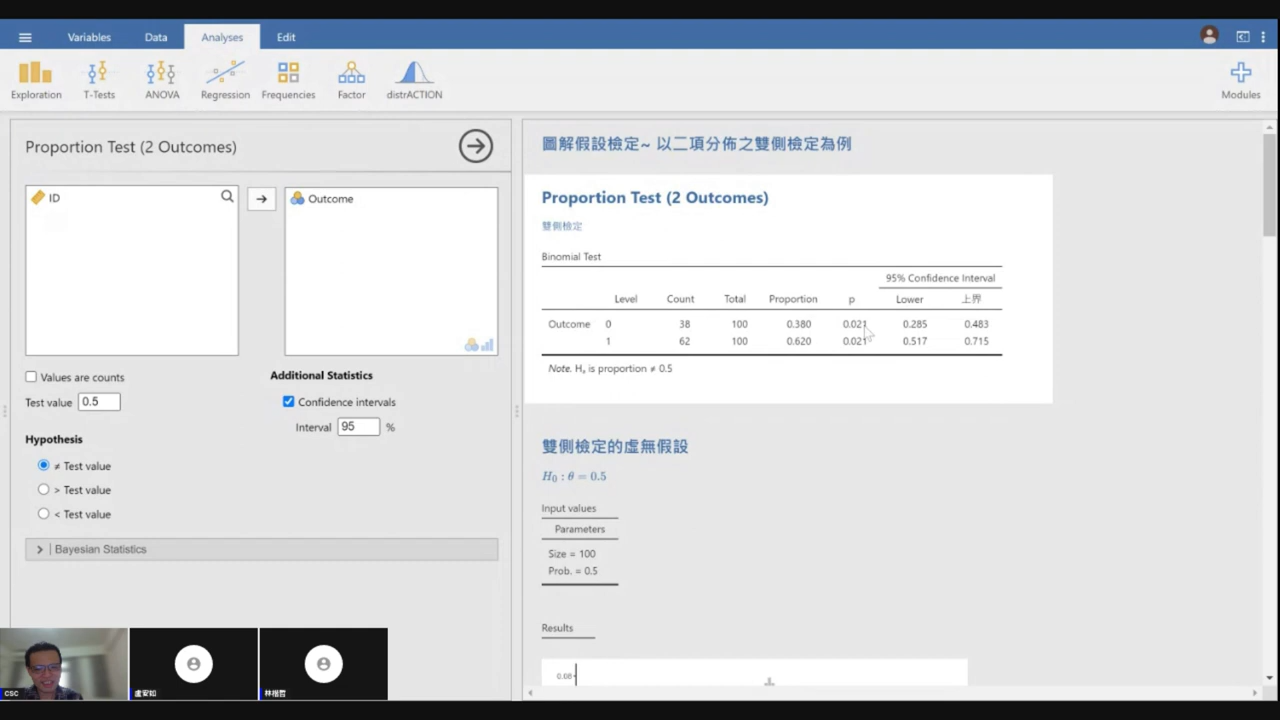 Variables Data Analyses Edit
Exploration T-Tests ANOVA Regression Frequencies Factor distrACTION Modules
Proportion Test (2 Outcomes)
ID
Outcome
Values are counts
Test value 0.5
Hypothesis
≠ Test value
> Test value
< Test value
Additional Statistics
Confidence intervals
Interval 95 %
Bayesian Statistics
圖解假設檢定~ 以二項分佈之雙側檢定為例
Proportion Test (2 Outcomes)
雙側檢定
Binomial Test
95% Confidence Interval
Level Count Total Proportion p Lower 上界
Outcome 0 38 100 0.380 0.021 0.285 0.483
1 62 100 0.620 0.021 0.517 0.715
Note. Hₐ is proportion ≠ 0.5
雙側檢定的虛無假設
H₀ : θ = 0.5
Input values
Parameters
Size = 100
Prob. = 0.5
Results
0.08
csc
盧安如